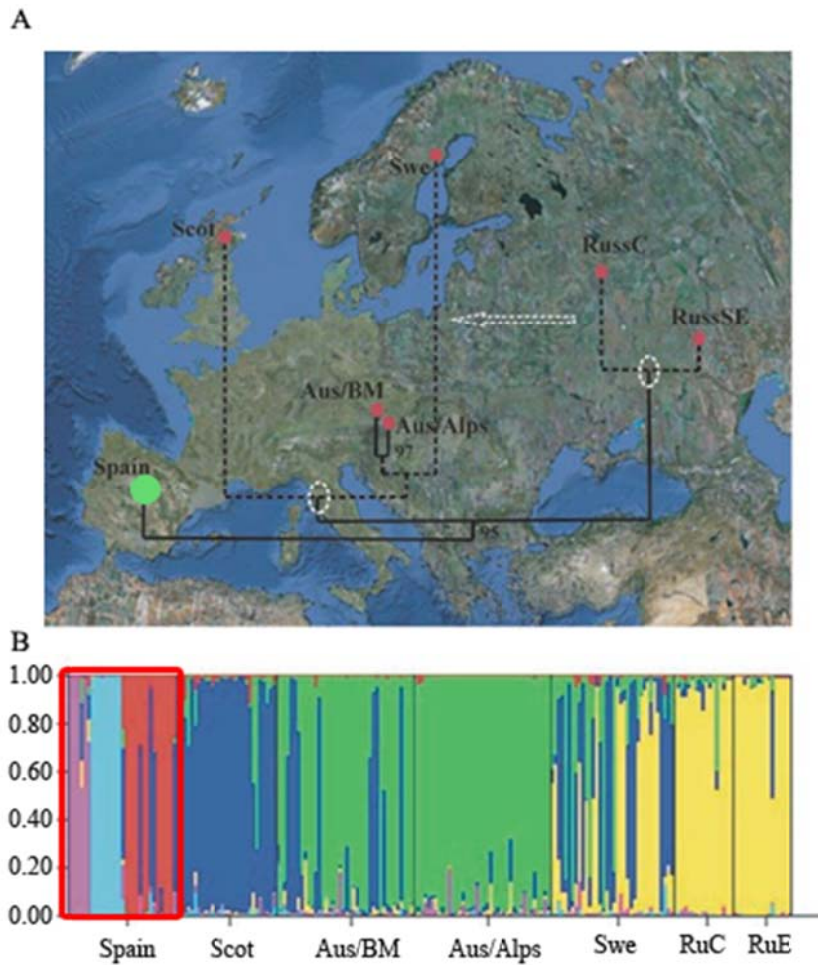 A
Swe
Scot
RussC
RussSE
Aus/BM
Aus/Alps
97
Spain
95
B
1.00
0.80
0.60
0.40
0.20
0.00
Spain Scot Aus/BM Aus/Alps Swe RuC RuE